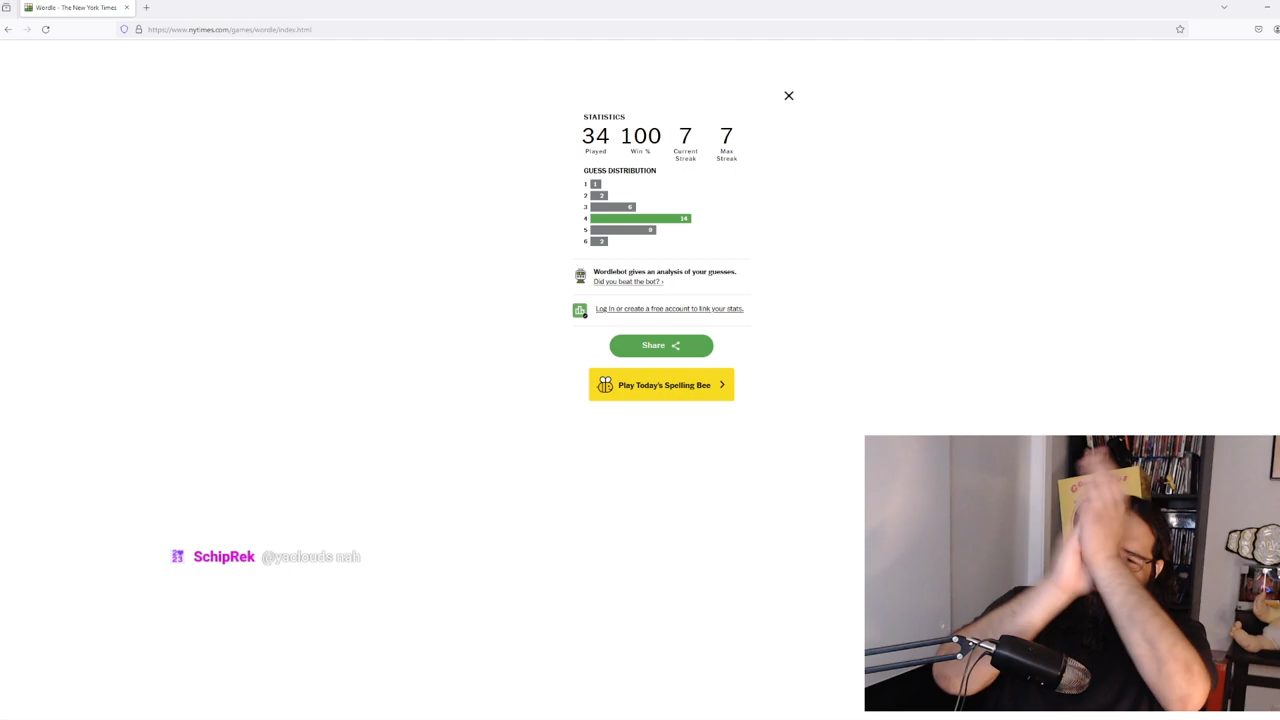 Wordle - The New York Times
https://www.nytimes.com/games/wordle/index.html
STATISTICS
34 100 7 7
Played Win % Current Streak Max Streak
GUESS DISTRIBUTION
1 1
2 2
3 6
4 14
5 9
6 2
Wordlebot gives an analysis of your guesses.
Did you beat the bot? ›
Log in or create a free account to link your stats.
Share
Play Today's Spelling Bee
SchipRek @yaclouds nah